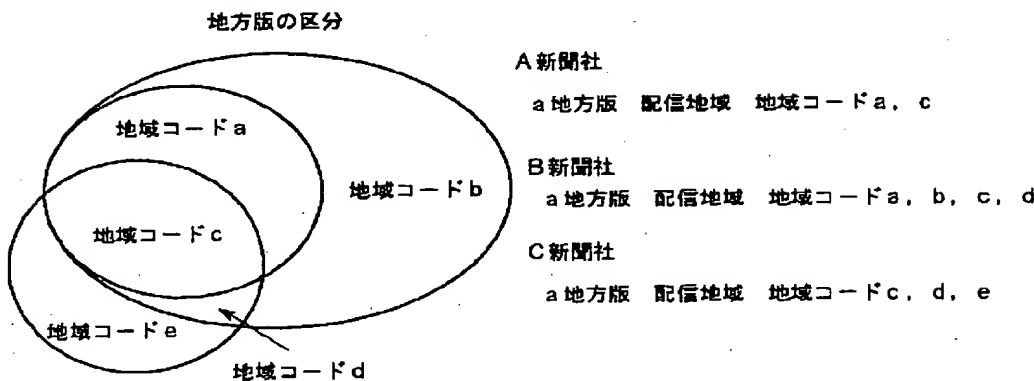 地方版の区分
地域コードa
地域コードb
地域コードc
地域コードe
地域コードd
A新聞社
a地方版　配信地域　地域コードa, c
B新聞社
a地方版　配信地域　地域コードa, b, c, d
C新聞社
a地方版　配信地域　地域コードc, d, e